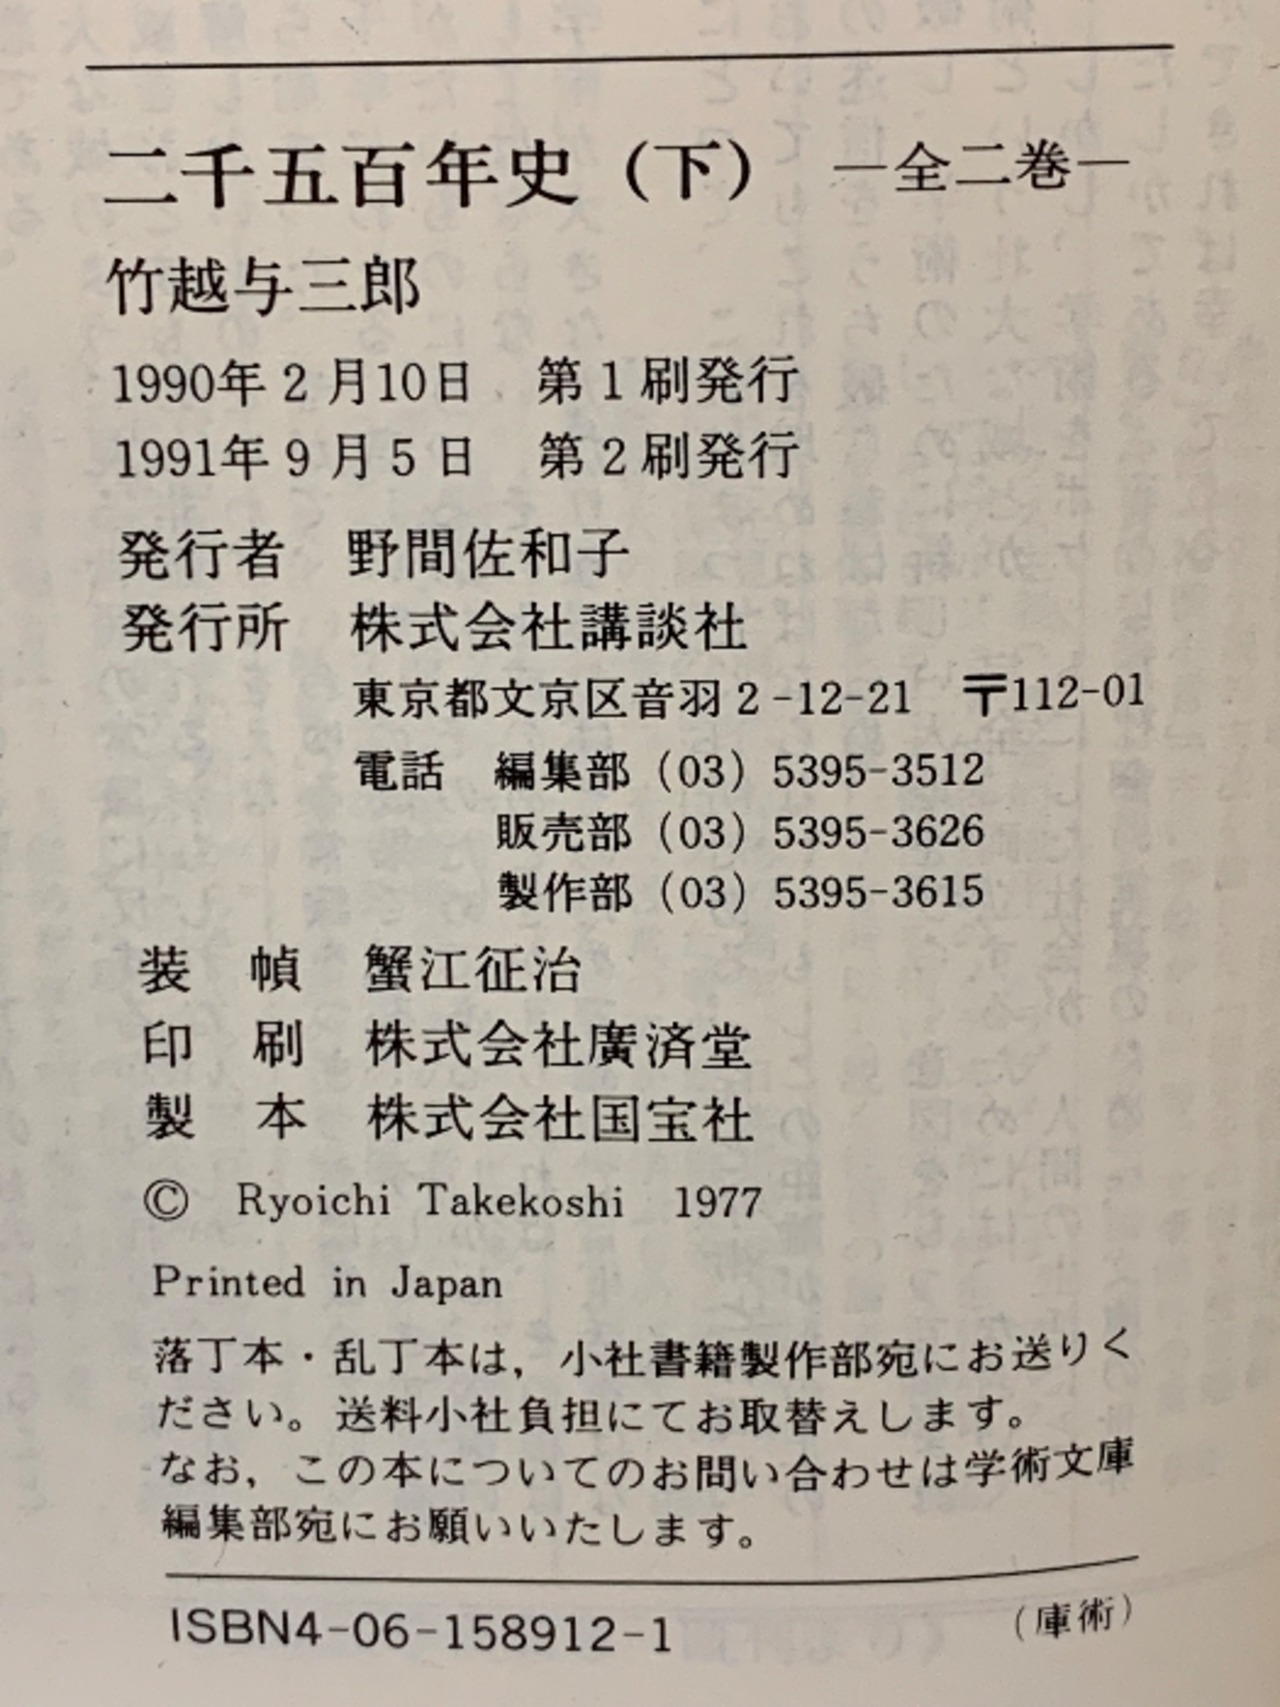 二千五百年史（下） ―全二巻―
竹越与三郎
1990年2月10日　第1刷発行
1991年9月5日　第2刷発行
発行者　野間佐和子
発行所　株式会社講談社
東京都文京区音羽2-12-21　〒112-01
電話　編集部（03）5395-3512
販売部（03）5395-3626
製作部（03）5395-3615
装　幀　蟹江征治
印　刷　株式会社廣済堂
製　本　株式会社国宝社
© Ryoichi Takekoshi 1977
Printed in Japan
落丁本・乱丁本は，小社書籍製作部宛にお送りく
ださい。送料小社負担にてお取替えします。
なお，この本についてのお問い合わせは学術文庫
編集部宛にお願いいたします。
ISBN4-06-158912-1　（庫術）